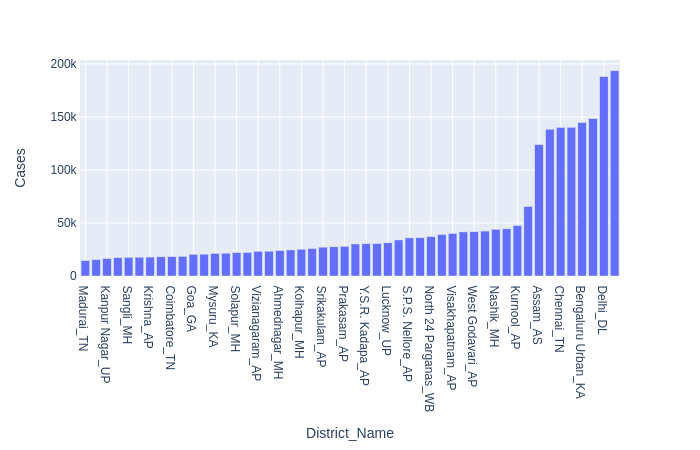 200k
150k
100k
50k
0
Cases
Madurai_TN
Kanpur Nagar_UP
Sangli_MH
Krishna_AP
Coimbatore_TN
Goa_GA
Mysuru_KA
Solapur_MH
Vizianagaram_AP
Ahmednagar_MH
Kolhapur_MH
Srikakulam_AP
Prakasam_AP
Y.S.R. Kadapa_AP
Lucknow_UP
S.P.S. Nellore_AP
North 24 Parganas_WB
Visakhapatnam_AP
West Godavari_AP
Nashik_MH
Kurnool_AP
Assam_AS
Chennai_TN
Bengaluru Urban_KA
Delhi_DL
District_Name